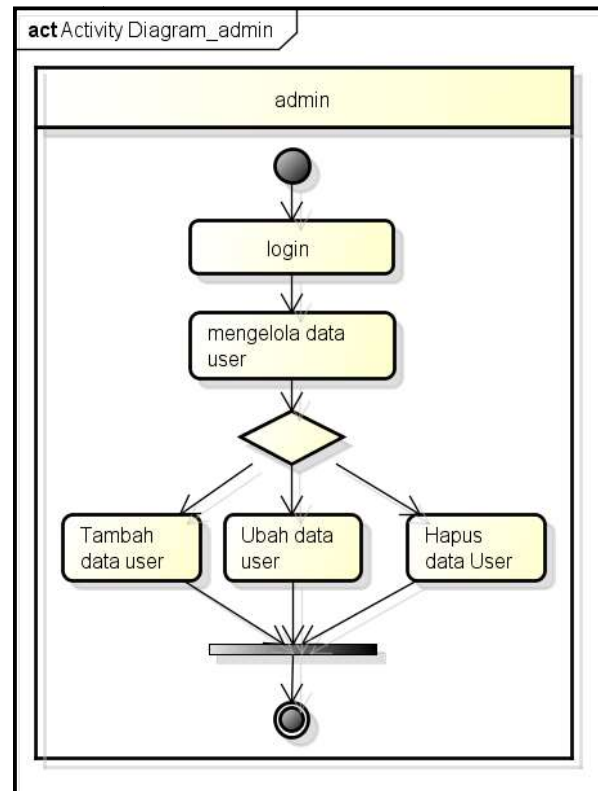 act Activity Diagram_admin
admin
login
mengelola data
user
Tambah
data user
Ubah data
user
Hapus
data User